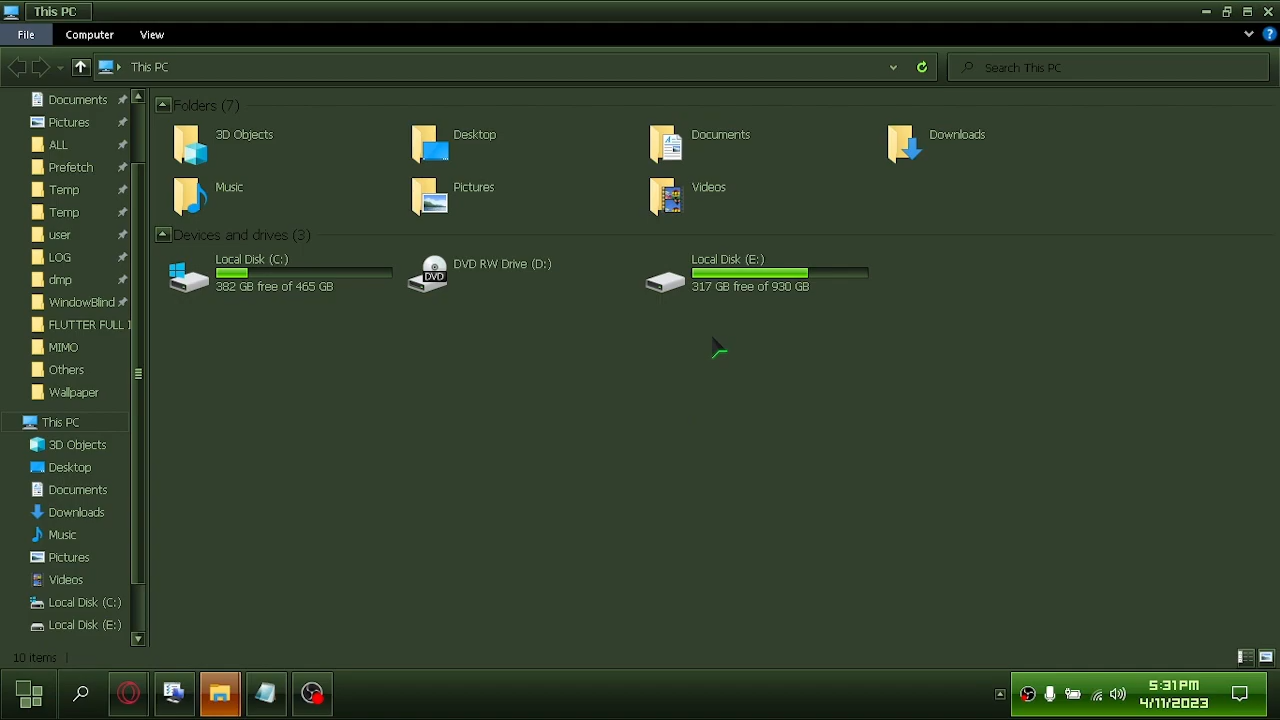 This PC
File Computer View
This PC
Search This PC
Documents
Pictures
ALL
Prefetch
Temp
Temp
user
LOG
dmp
WindowBlind
FLUTTER FULL
MIMO
Others
Wallpaper
This PC
3D Objects
Desktop
Documents
Downloads
Music
Pictures
Videos
Local Disk (C:)
Local Disk (E:)
Folders (7)
3D Objects
Desktop
Documents
Downloads
Music
Pictures
Videos
Devices and drives (3)
Local Disk (C:)
382 GB free of 465 GB
DVD RW Drive (D:)
DVD
Local Disk (E:)
317 GB free of 930 GB
10 items
5:31PM
4/11/2023